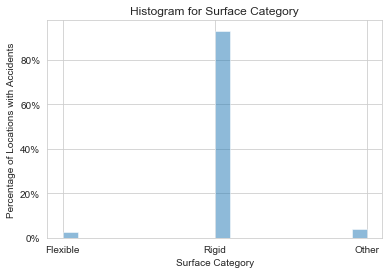 Histogram for Surface Category
Percentage of Locations with Accidents
80%
60%
40%
20%
0%
Flexible Rigid Other
Surface Category